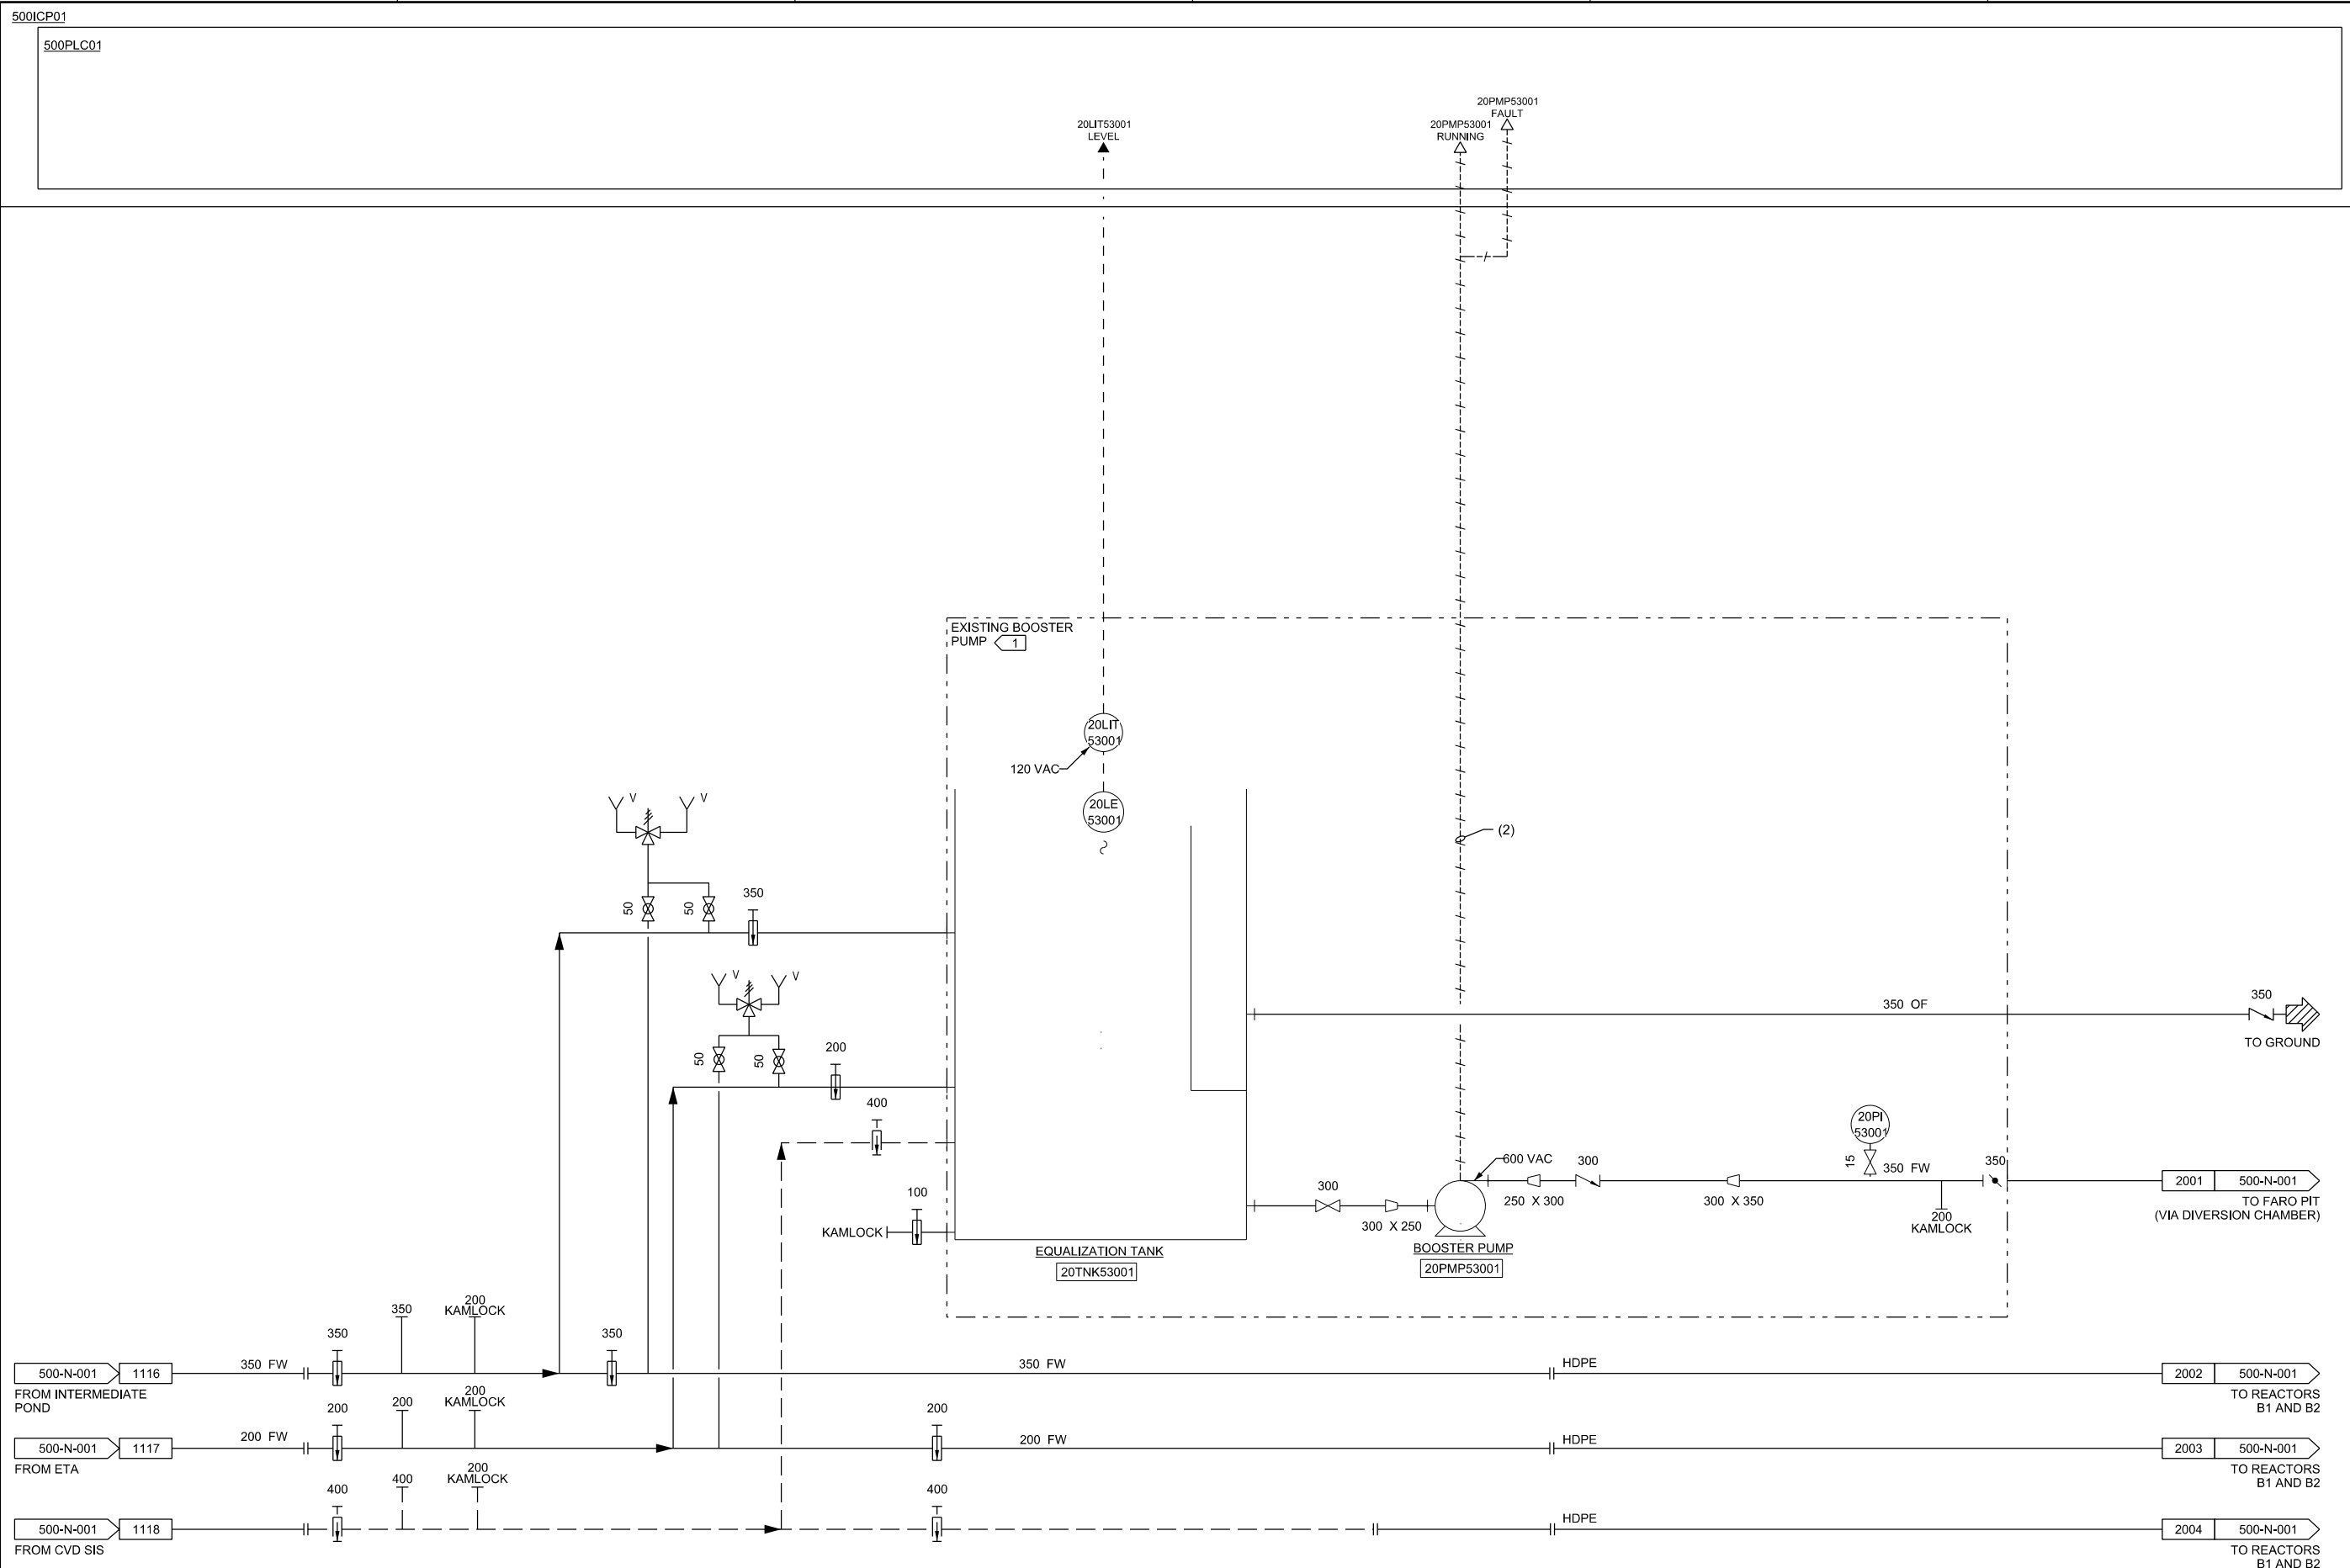 500ICP01
500PLC01
20PMP53001
FAULT
20LIT53001
LEVEL
20PMP53001
RUNNING
EXISTING BOOSTER
PUMP 1
20LIT
53001
120 VAC
20LE
53001
V V
(2)
50 50 350
V V
350 OF
350
TO GROUND
50 50 200
400
20PI
53001
15
600 VAC
300
350 FW
350
2001 500-N-001
TO FARO PIT
(VIA DIVERSION CHAMBER)
100
KAMLOCK
300
300 X 250
250 X 300
300 X 350
200
KAMLOCK
EQUALIZATION TANK
20TNK53001
BOOSTER PUMP
20PMP53001
500-N-001 1116
FROM INTERMEDIATE
POND
350 FW
350
350
200
KAMLOCK
350
350 FW
HDPE
2002 500-N-001
TO REACTORS
B1 AND B2
500-N-001 1117
FROM ETA
200 FW
200
200
200
KAMLOCK
200
200 FW
HDPE
2003 500-N-001
TO REACTORS
B1 AND B2
500-N-001 1118
FROM CVD SIS
400
400
200
KAMLOCK
400
HDPE
2004 500-N-001
TO REACTORS
B1 AND B2